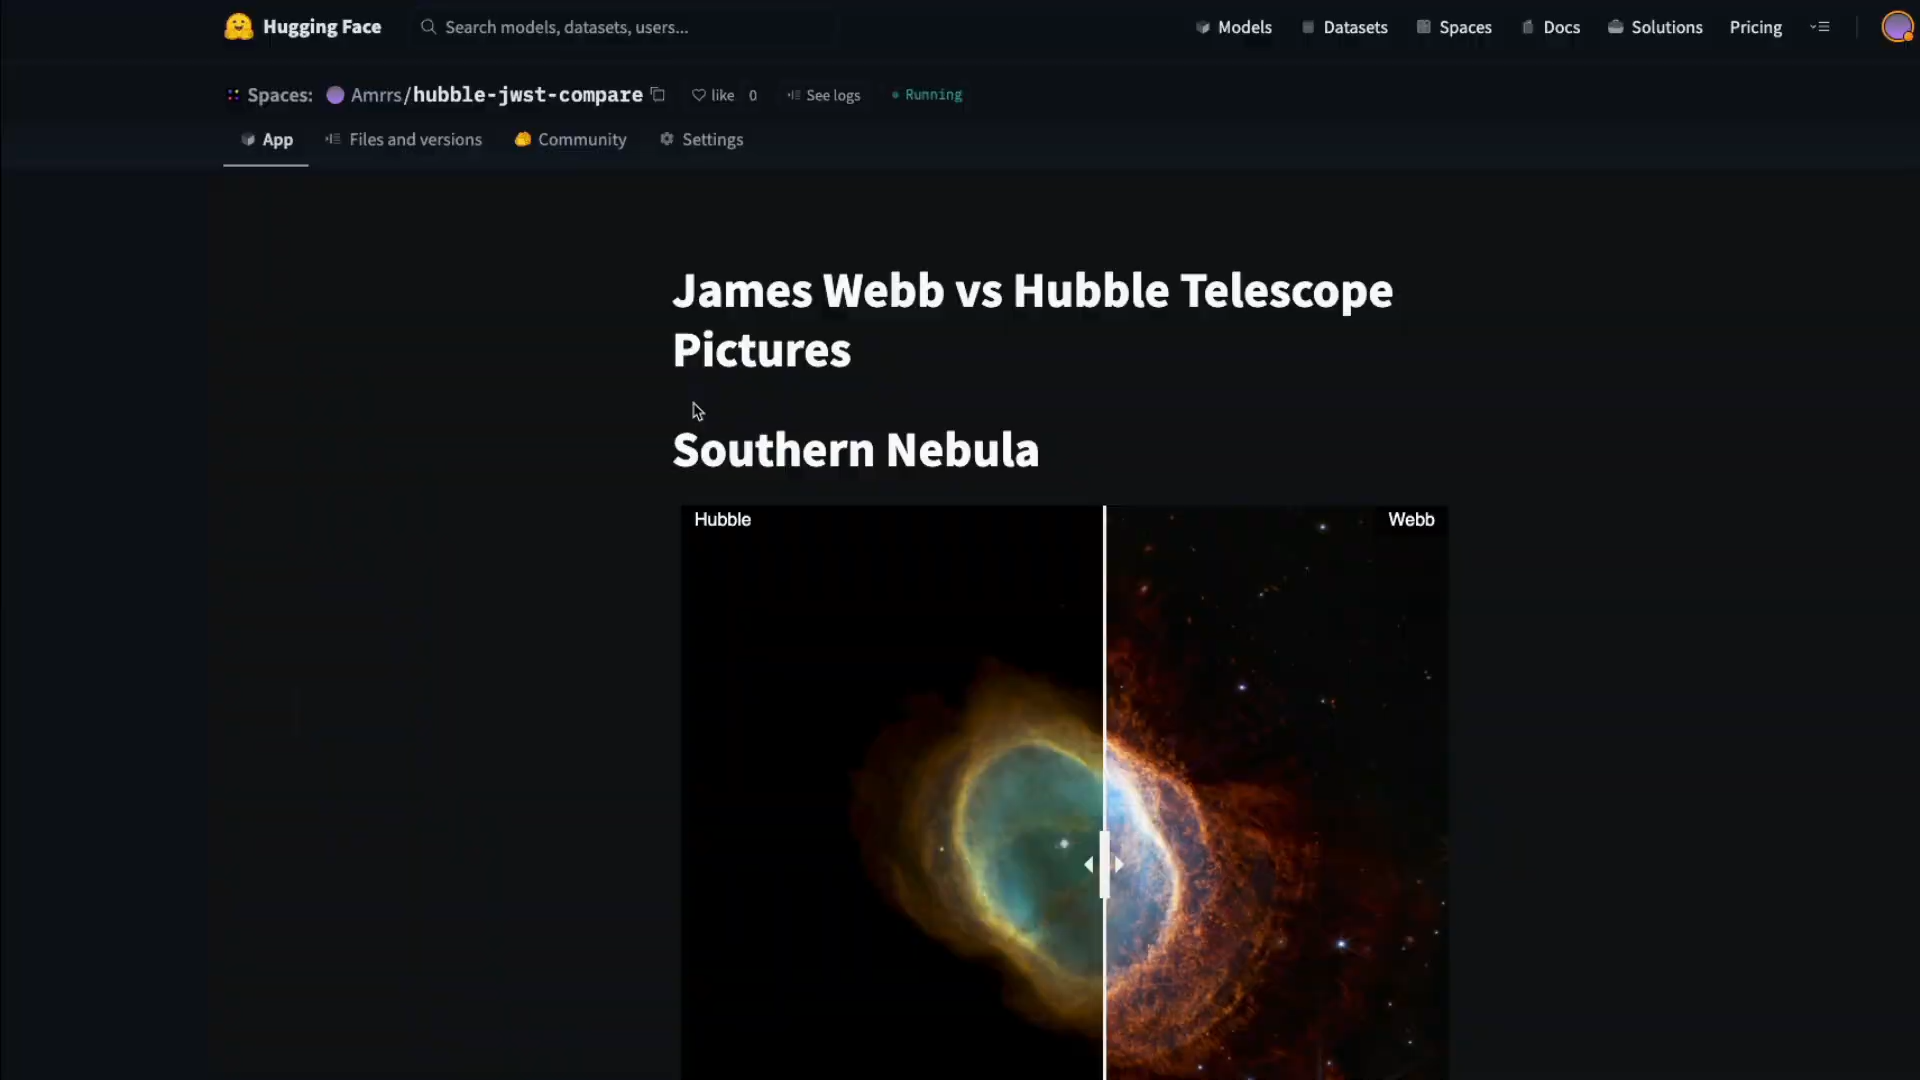 Hugging Face
Search models, datasets, users...
Models
Datasets
Spaces
Docs
Solutions
Pricing
Spaces:
Amrrs/hubble-jwst-compare
like 0
See logs
Running
App
Files and versions
Community
Settings
James Webb vs Hubble Telescope
Pictures
Southern Nebula
Hubble
Webb